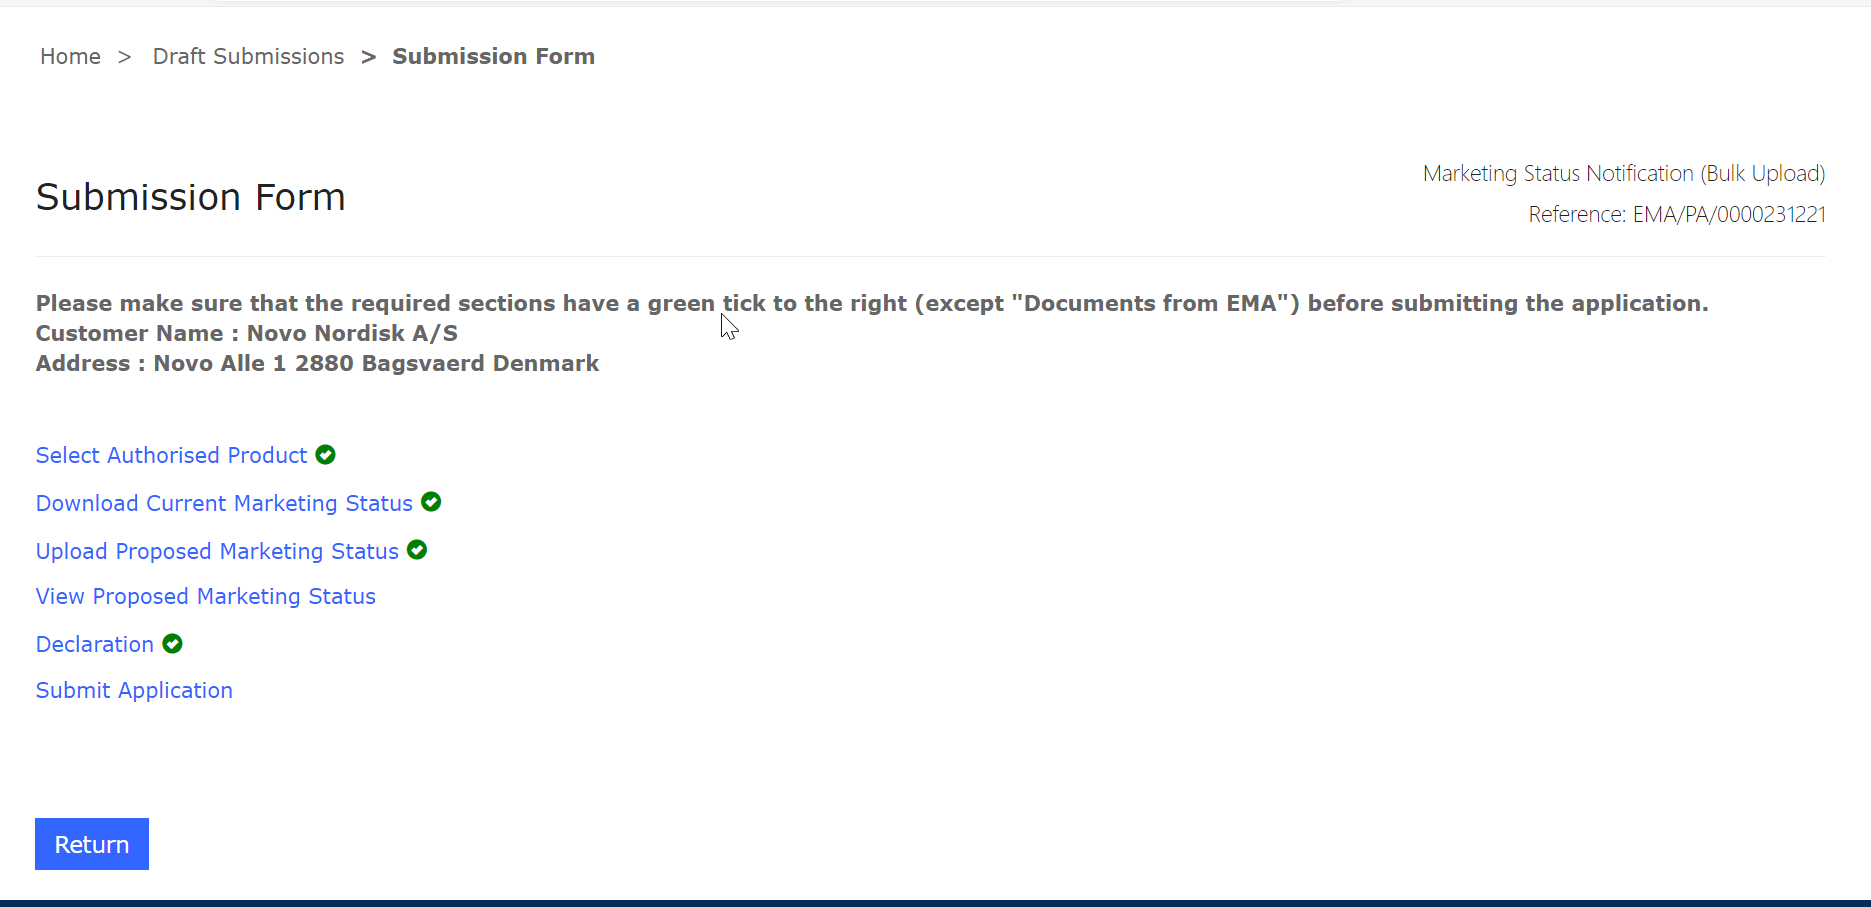 Home > Draft Submissions > Submission Form
Marketing Status Notification (Bulk Upload)
Submission Form
Reference: EMA/PA/0000231221
Please make sure that the required sections have a green tick to the right (except "Documents from EMA") before submitting the application.
Customer Name : Novo Nordisk A/S
Address : Novo Alle 1 2880 Bagsvaerd Denmark
Select Authorised Product
Download Current Marketing Status
Upload Proposed Marketing Status
View Proposed Marketing Status
Declaration
Submit Application
Return